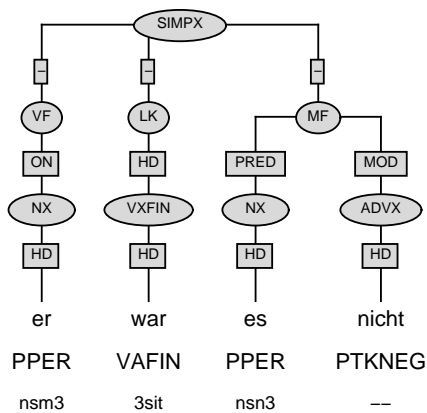 SIMPX
– – –
VF LK MF
ON HD PRED MOD
NX VXFIN NX ADVX
HD HD HD HD
er war es nicht
PPER VAFIN PPER PTKNEG
nsm3 3sit nsn3 −−